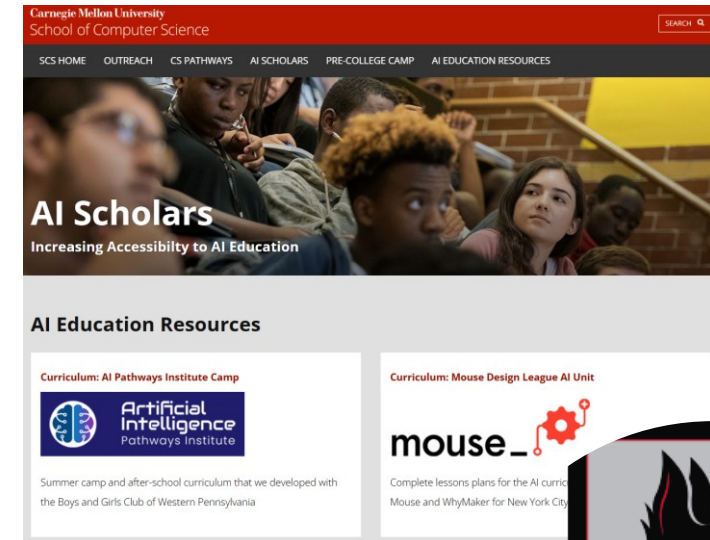 Carnegie Mellon University
School of Computer Science
SEARCH
SCS HOME OUTREACH CS PATHWAYS AI SCHOLARS PRE-COLLEGE CAMP AI EDUCATION RESOURCES
AI Scholars
Increasing Accessibilty to AI Education
AI Education Resources
Curriculum: AI Pathways Institute Camp
Artificial
Intelligence
Pathways Institute
Summer camp and after-school curriculum that we developed with
the Boys and Girls Club of Western Pennsylvania
Curriculum: Mouse Design League AI Unit
mouse_
Complete lessons plans for the AI
Mouse and WhyMaker for New York City